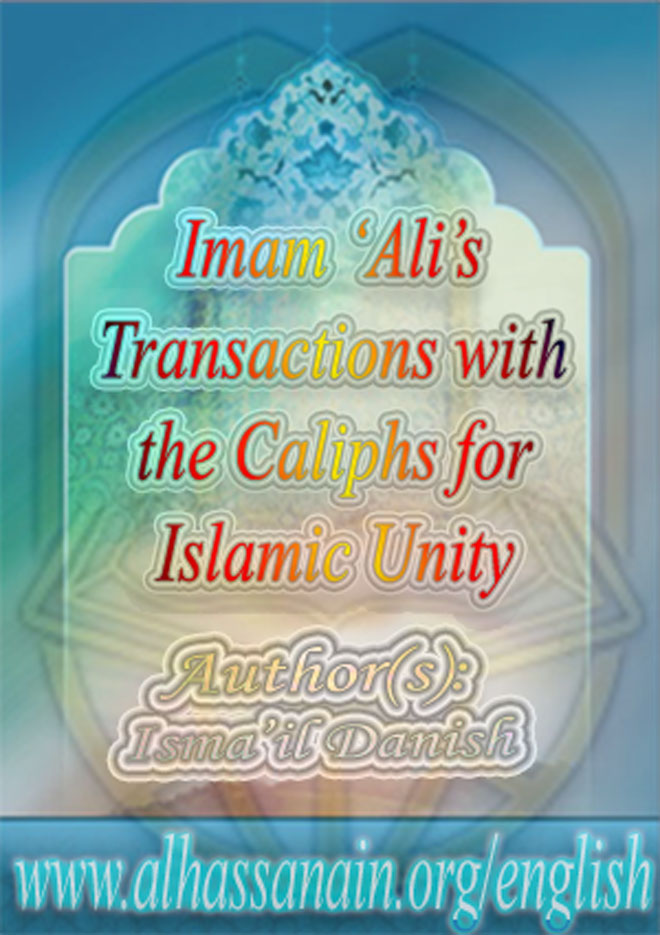 Imam ‘Ali’s
Transactions with
the Caliphs for
Islamic Unity
Author(s):
Isma’il Danish
www.alhassanain.org/english